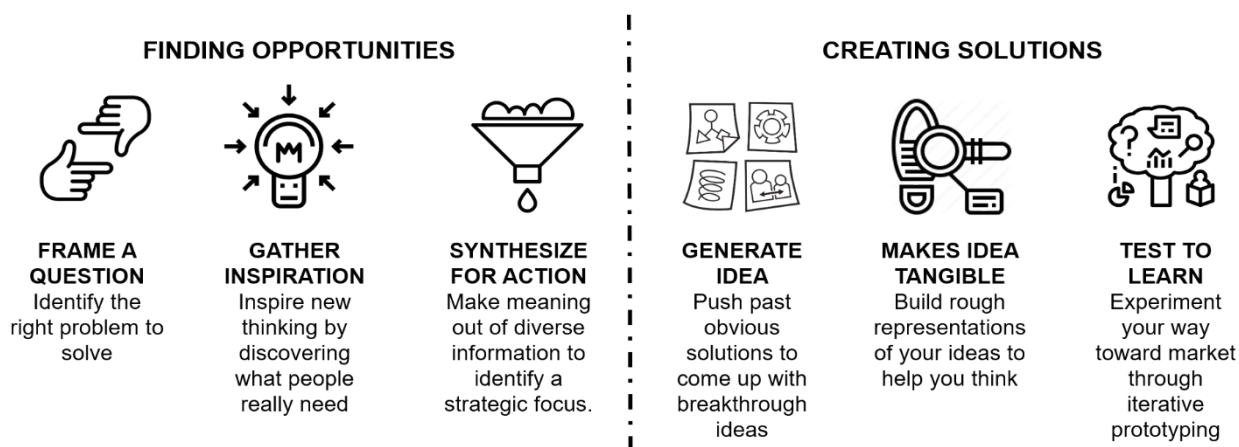 FINDING OPPORTUNITIES
FRAME A
QUESTION
Identify the
right problem to
solve
GATHER
INSPIRATION
Inspire new
thinking by
discovering
what people
really need
SYNTHESIZE
FOR ACTION
Make meaning
out of diverse
information to
identify a
strategic focus.
CREATING SOLUTIONS
GENERATE
IDEA
Push past
obvious
solutions to
come up with
breakthrough
ideas
MAKES IDEA
TANGIBLE
Build rough
representations
of your ideas to
help you think
TEST TO
LEARN
Experiment
your way
toward market
through
iterative
prototyping